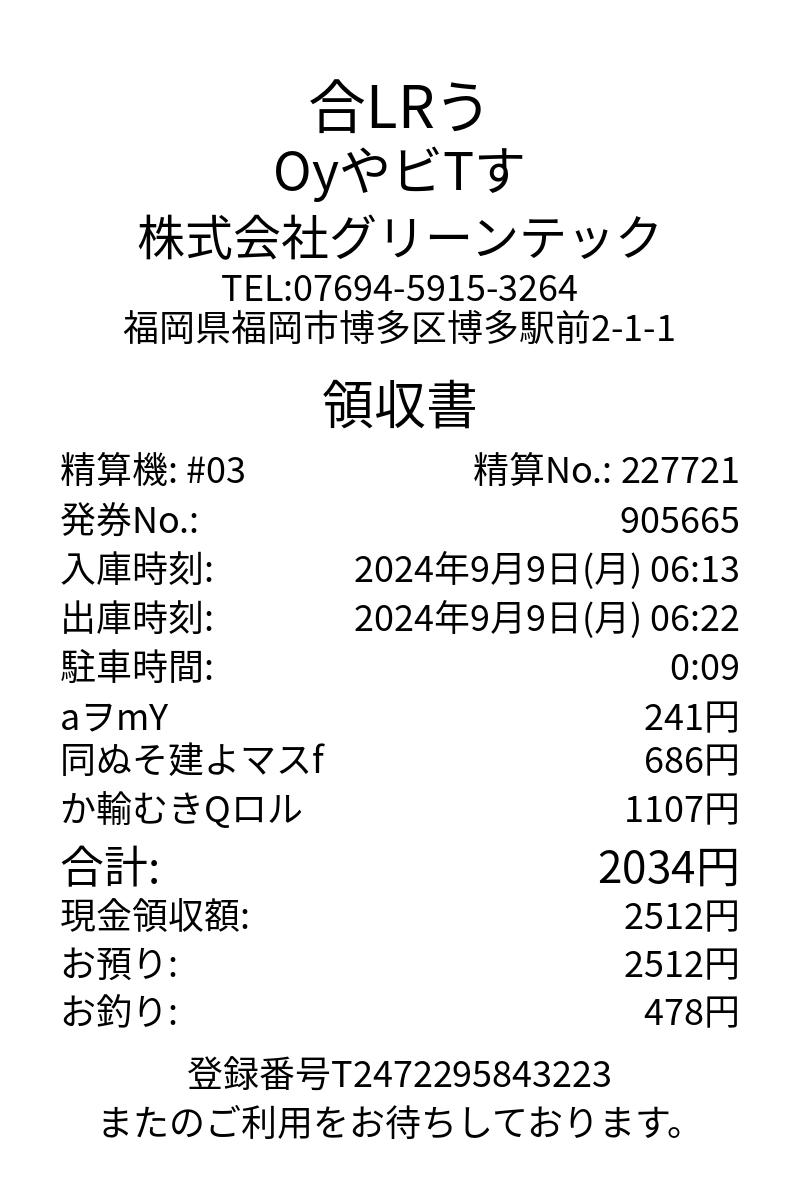 合LRう
OyやビTす
株式会社グリーンテック
TEL:07694-5915-3264
福岡県福岡市博多区博多駅前2-1-1
領収書
精算機: #03 精算No.: 227721
発券No.: 905665
入庫時刻: 2024年9月9日(月) 06:13
出庫時刻: 2024年9月9日(月) 06:22
駐車時間: 0:09
aヲmY 241円
同ぬそ建よマスf 686円
か輸むきQロル 1107円
合計: 2034円
現金領収額: 2512円
お預り: 2512円
お釣り: 478円
登録番号T2472295843223
またのご利用をお待ちしております。